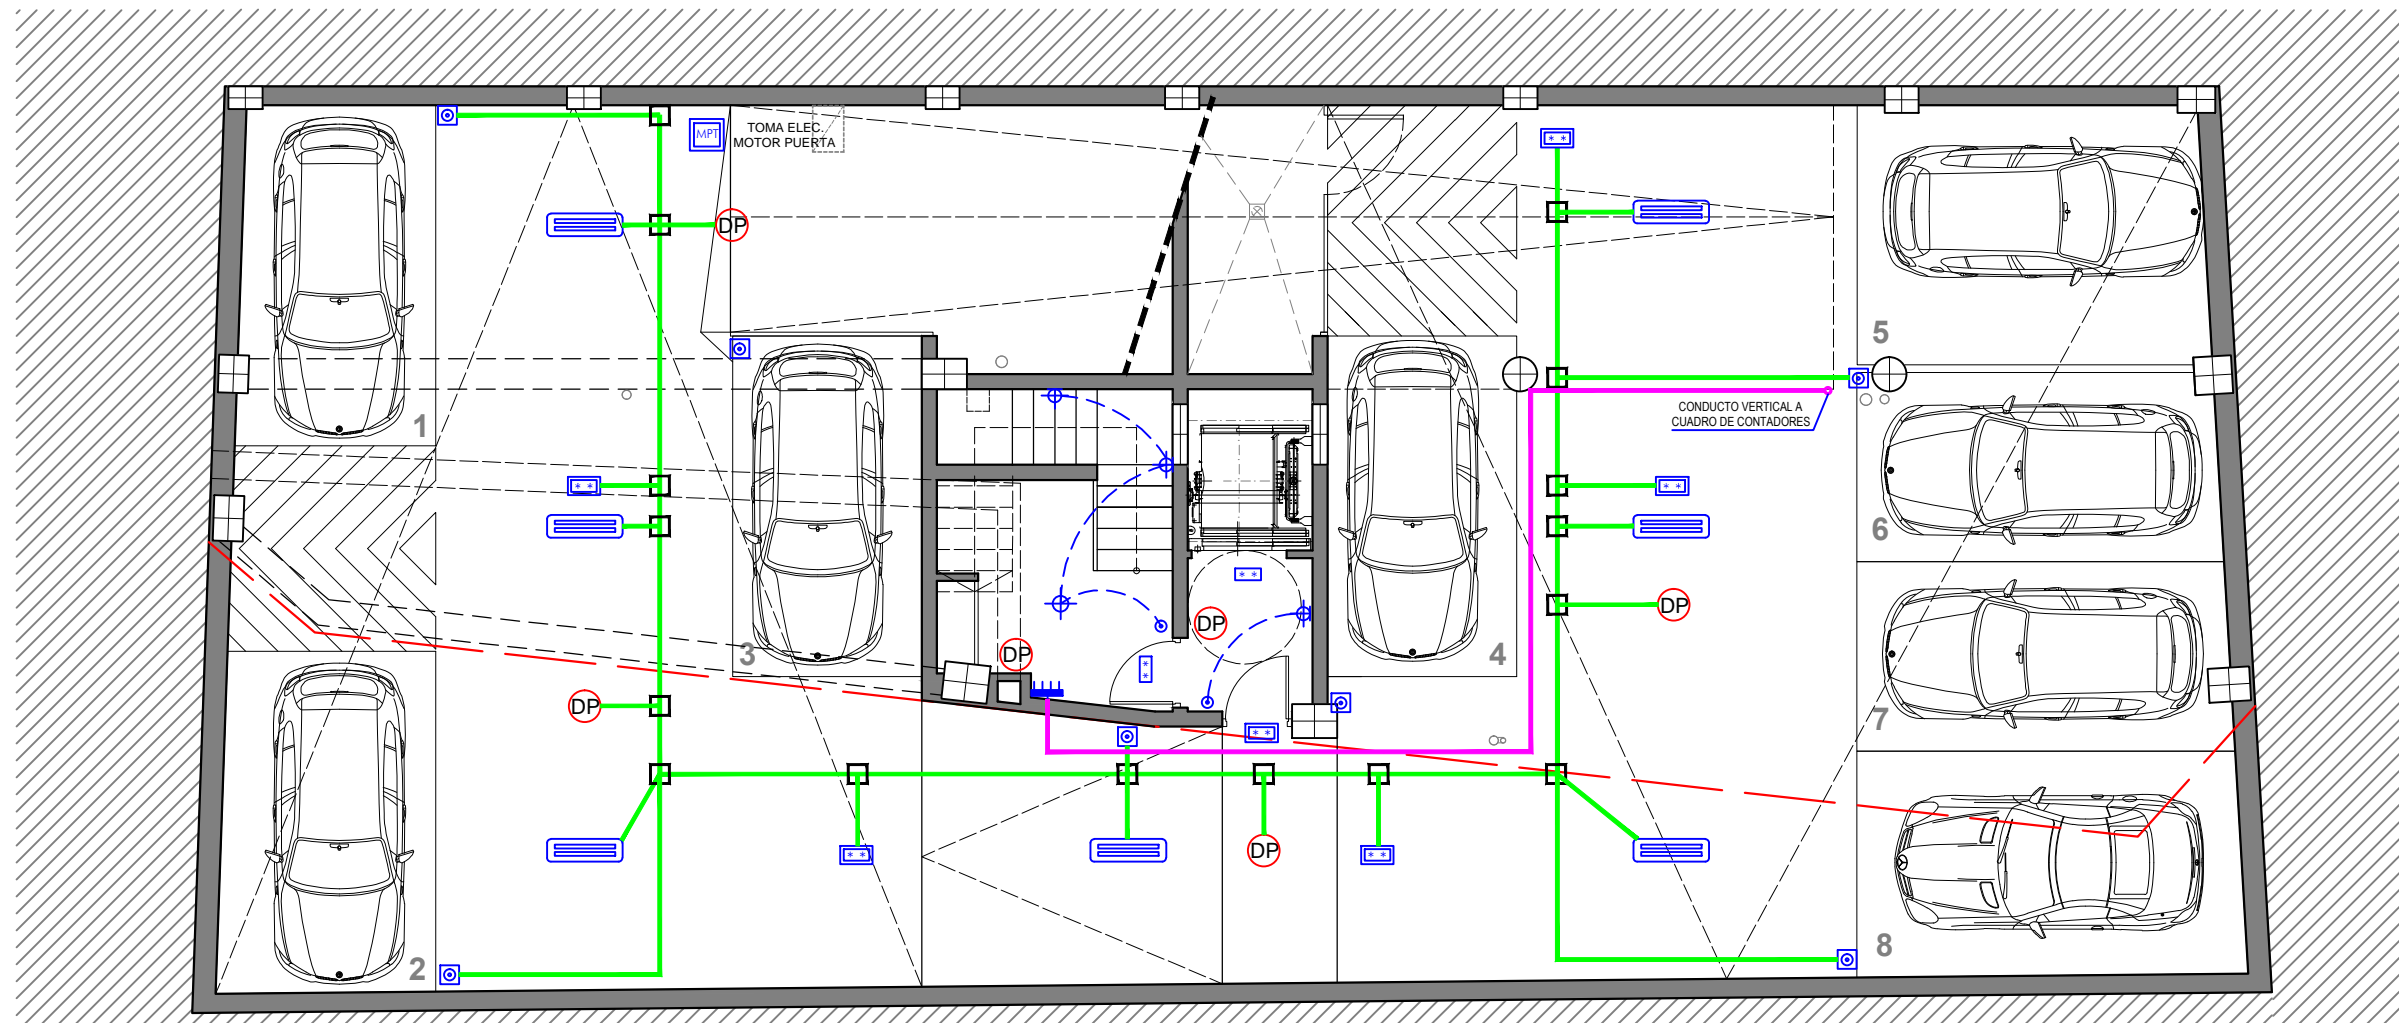 MPT
TOMA ELEC.
MOTOR PUERTA
DP
5
1
CONDUCTO VERTICAL A
CUADRO DE CONTADORES
6
DP
DP
3
DP
4
DP
7
DP
DP
2
8